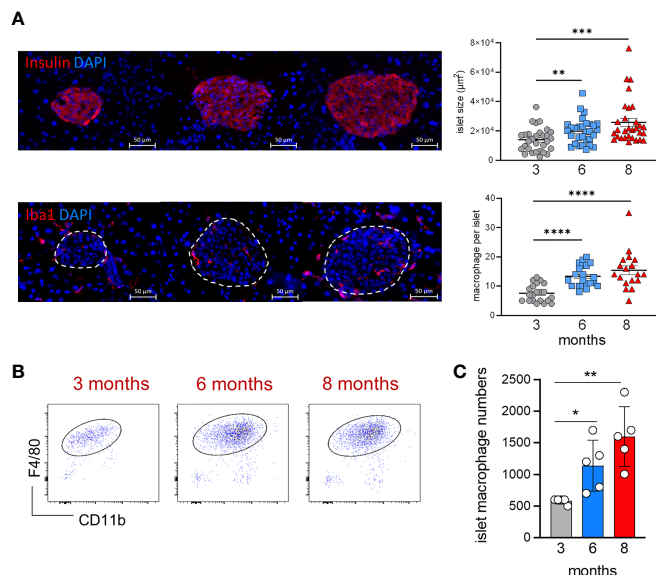 A
Insulin DAPI
50 μm
50 μm
50 μm
islet size (μm²)
8×10⁴
6×10⁴
4×10⁴
2×10⁴
0
***
**
3 6 8
Iba1 DAPI
50 μm
50 μm
50 μm
macrophage per islet
40
30
20
10
0
****
****
3 6 8
months
B
3 months 6 months 8 months
F4/80
CD11b
C
islet macrophage numbers
2500
2000
1500
1000
500
0
**
*
3 6 8
months